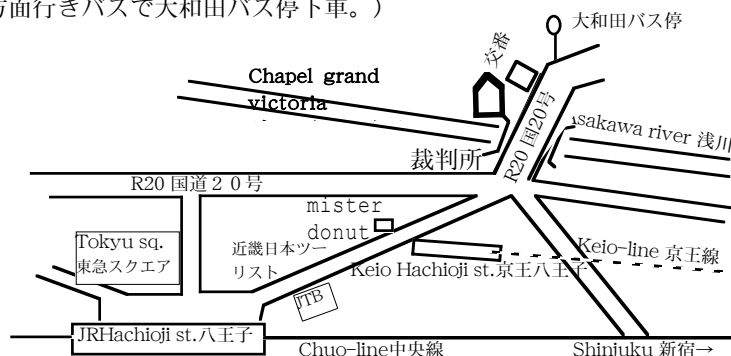 方面行きバスで大和田バス停下車。）
大和田バス停
交番
Chapel grand
victoria
R20 国20号
Asakawa river 浅川
裁判所
R20 国道２０号
mister
donut
Tokyu sq.
東急スクエア
近畿日本ツー
リスト
Keio-line 京王線
Keio Hachioji st.京王八王子
JTB
JRHachioji st.八王子
Chuo-line中央線
Shinjuku 新宿→